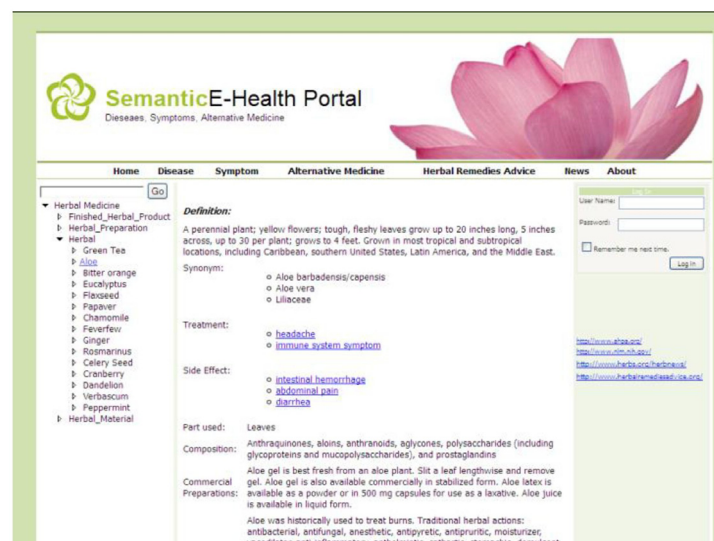 SemanticE-Health Portal
Dieseaes, Symptoms, Alternative Medicine
Home Disease Symptom Alternative Medicine Herbal Remedies Advice News About
Go
Herbal Medicine
Finished_Herbal_Product
Herbal_Preparation
Herbal
Green Tea
Aloe
Bitter orange
Eucalyptus
Flaxseed
Papaver
Chamomile
Feverfew
Ginger
Rosmarinus
Celery Seed
Cranberry
Dandelion
Verbascum
Peppermint
Herbal_Material
Definition:
A perennial plant; yellow flowers; tough, fleshy leaves grow up to 20 inches long, 5 inches
across, up to 30 per plant; grows to 4 feet. Grown in most tropical and subtropical
locations, including Caribbean, southern United States, Latin America, and the Middle East.
Synonym:
Aloe barbadensis/capensis
Aloe vera
Liliaceae
Treatment:
headache
immune system symptom
Side Effect:
intestinal hemorrhage
abdominal pain
diarrhea
Part used: Leaves
Composition: Anthraquinones, aloins, anthranoids, aglycones, polysaccharides (including
glycoproteins and mucopolysaccharides), and prostaglandins
Commercial Preparations: Aloe gel is best fresh from an aloe plant. Slit a leaf lengthwise and remove
gel. Aloe gel is also available commercially in stabilized form. Aloe latex is
available as a powder or in 500 mg capsules for use as a laxative. Aloe juice
is available in liquid form.
Aloe was historically used to treat burns. Traditional herbal actions:
antibacterial, antifungal, anesthetic, antipyretic, antipruritic, moisturizer,
Log In
User Name:
Password:
Remember me next time.
Log In
http://www.ahpa.org/
http://www.nlm.nih.gov/
http://www.herbs.org/herbnews/
http://www.herbalremediesadvice.org/